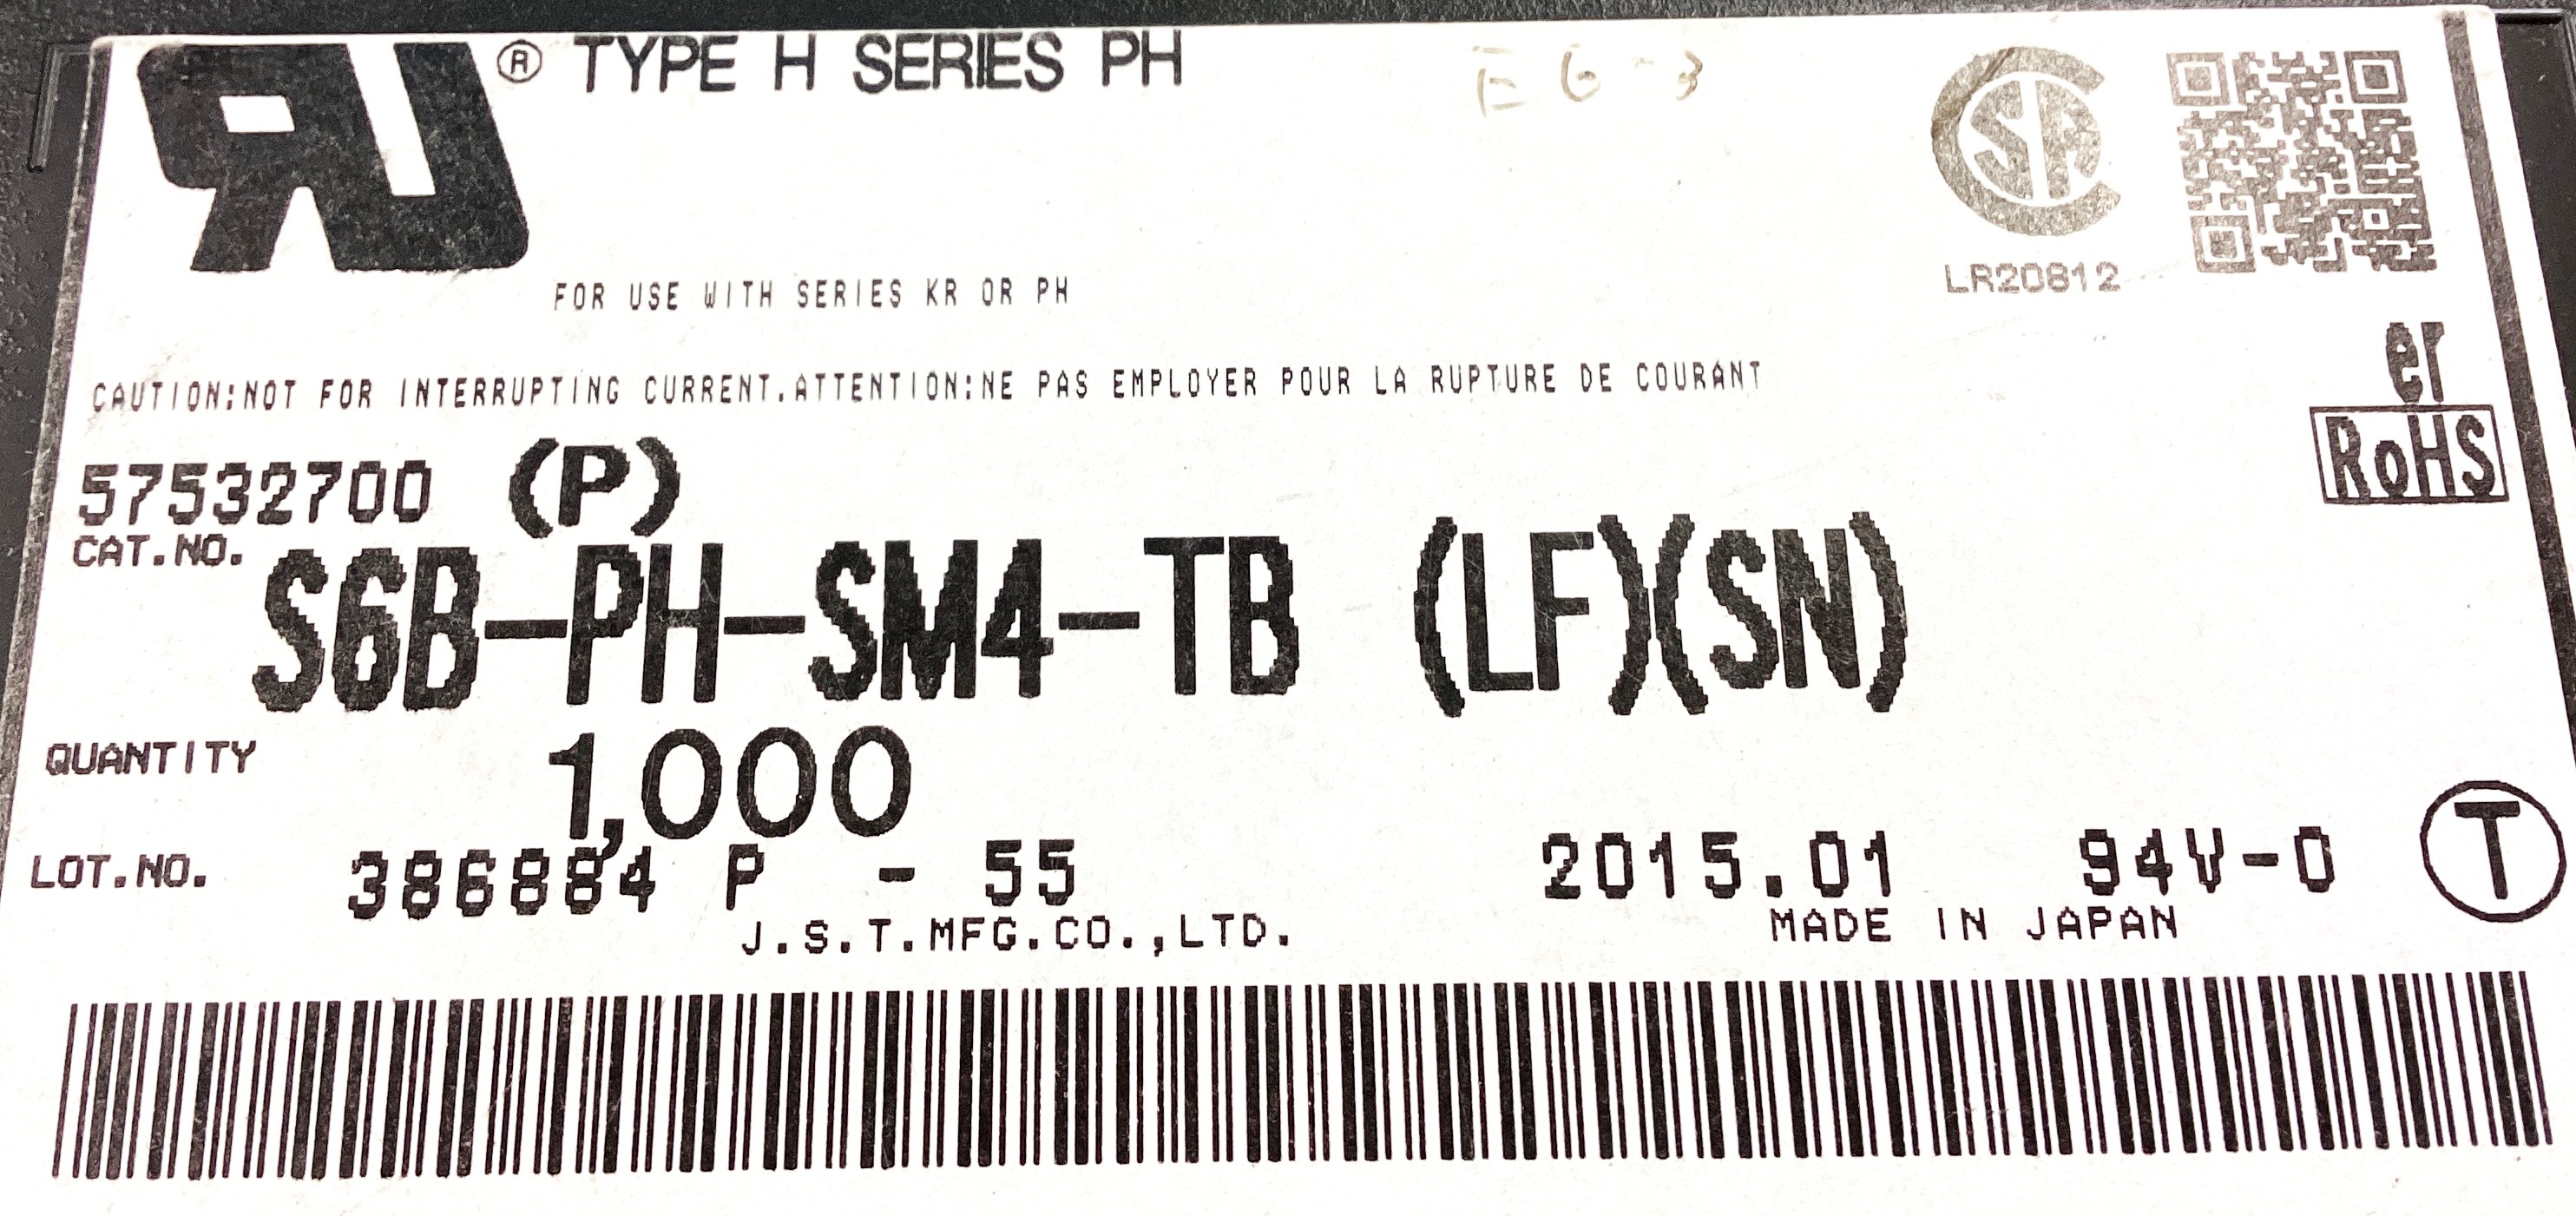 ® TYPE H SERIES PH
E6-3
FOR USE WITH SERIES KR OR PH
LR20812
CAUTION:NOT FOR INTERRUPTING CURRENT.ATTENTION:NE PAS EMPLOYER POUR LA RUPTURE DE COURANT
er
RoHS
57532700 (P)
CAT.NO. S6B-PH-SM4-TB (LF)(SN)
QUANTITY 1,000
LOT.NO. 386884 P - 55 2015.01 94V-0 T
J.S.T.MFG.CO.,LTD. MADE IN JAPAN